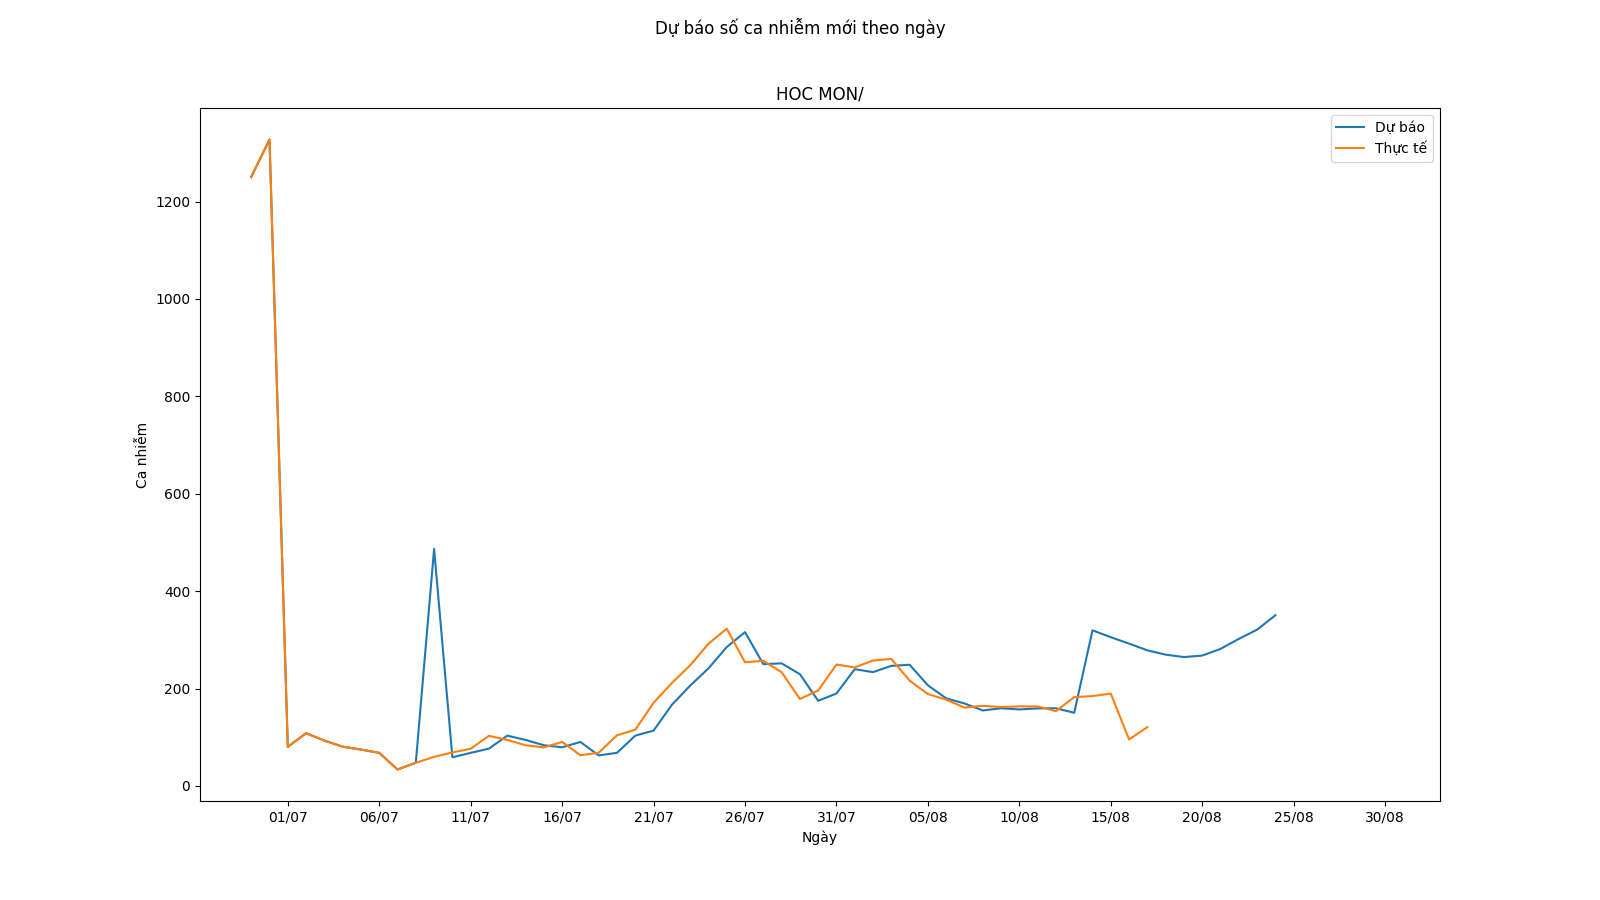 Dự báo số ca nhiễm mới theo ngày
HOC MON/
Dự báo
Thực tế
1200
1000
800
600
400
200
0
Ca nhiễm
01/07 06/07 11/07 16/07 21/07 26/07 31/07 05/08 10/08 15/08 20/08 25/08 30/08
Ngày